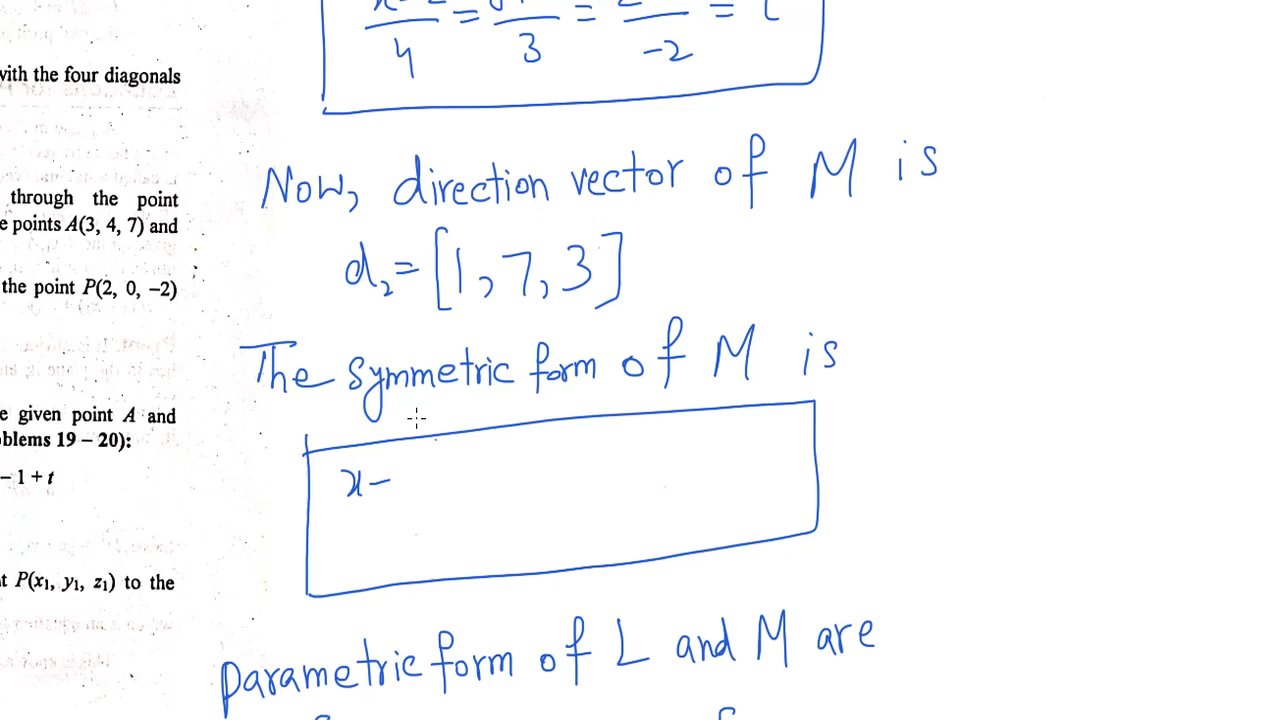 4 = 3 = -2 =
with the four diagonals
Now, direction vector of M is
through the point
e points A(3, 4, 7) and
d₂ = [1, 7, 3]
the point P(2, 0, –2)
The symmetric form of M is
e given point A and
oblems 19 – 20):
– 1 + t
x –
t P(x₁, y₁, z₁) to the
parametric form of L and M are